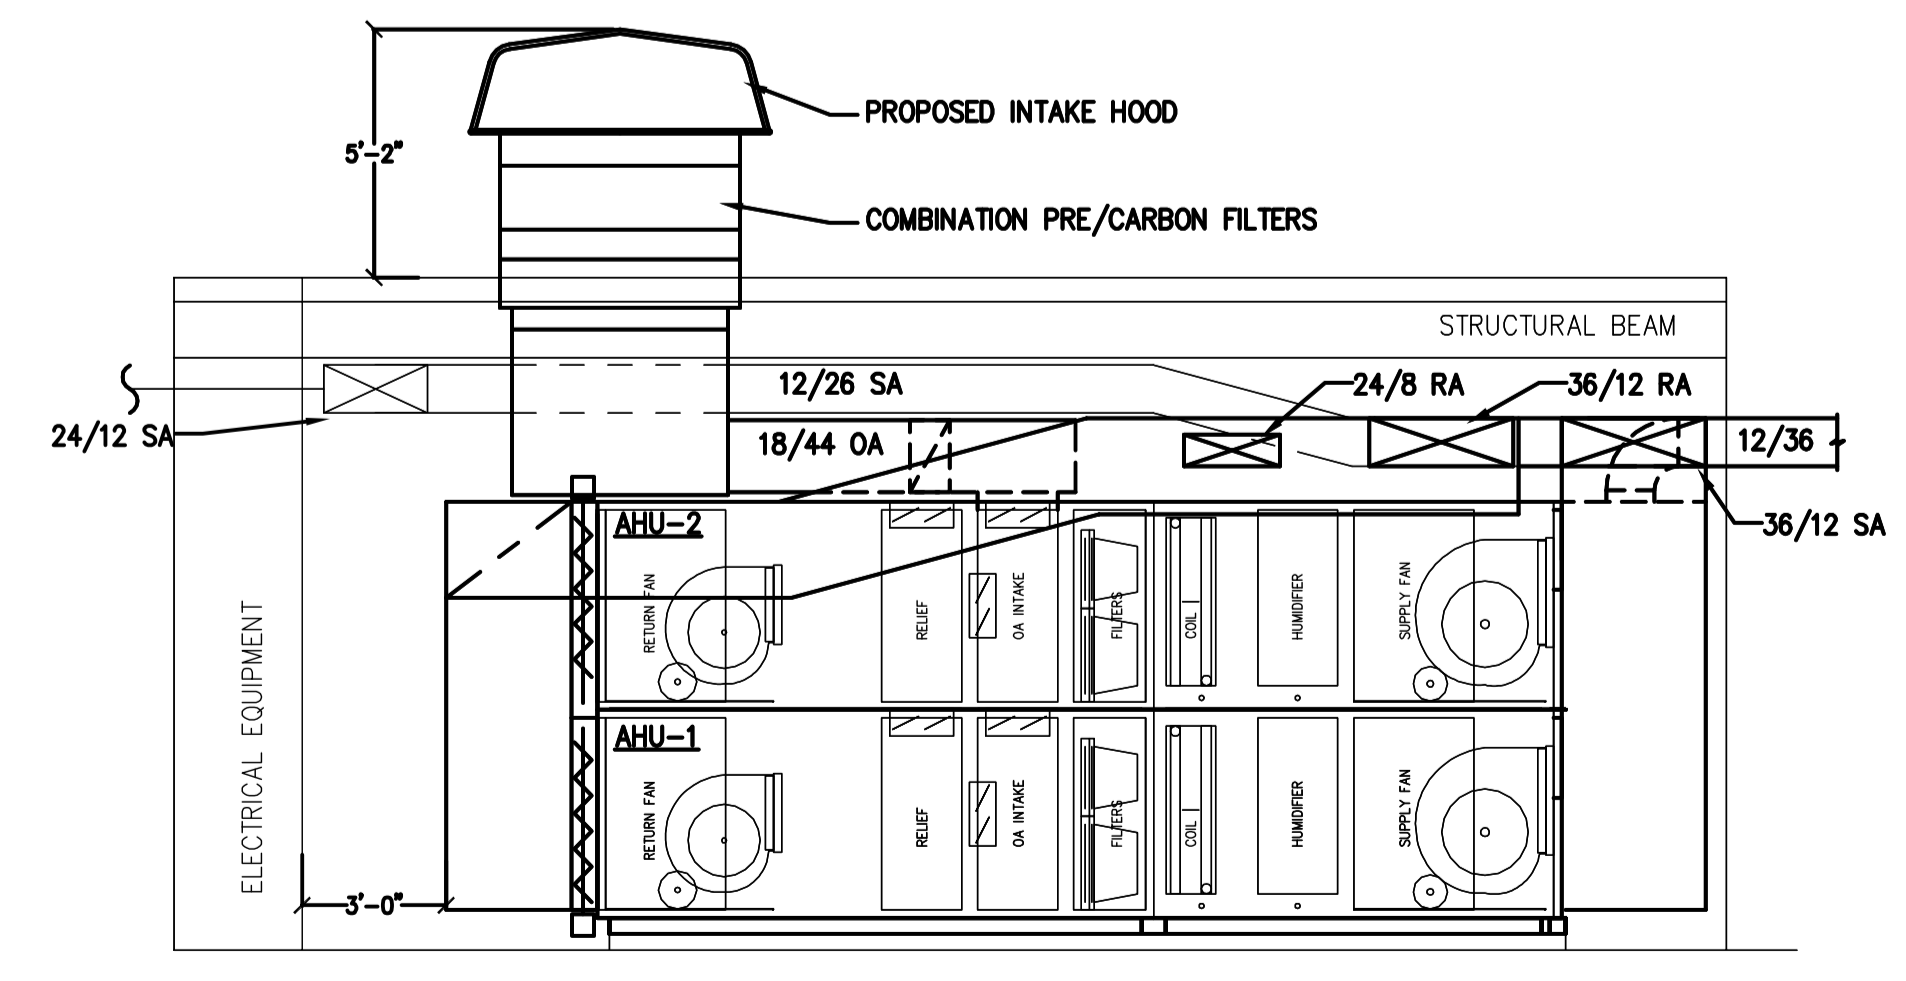 PROPOSED INTAKE HOOD
5'-2"
COMBINATION PRE/CARBON FILTERS
STRUCTURAL BEAM
12/26 SA
24/8 RA
36/12 RA
24/12 SA
18/44 OA
12/36
36/12 SA
AHU-2
RETURN FAN
RELIEF
OA INTAKE
FILTERS
COIL
HUMIDIFIER
SUPPLY FAN
ELECTRICAL EQUIPMENT
AHU-1
RETURN FAN
RELIEF
OA INTAKE
FILTERS
COIL
HUMIDIFIER
SUPPLY FAN
3'-0"